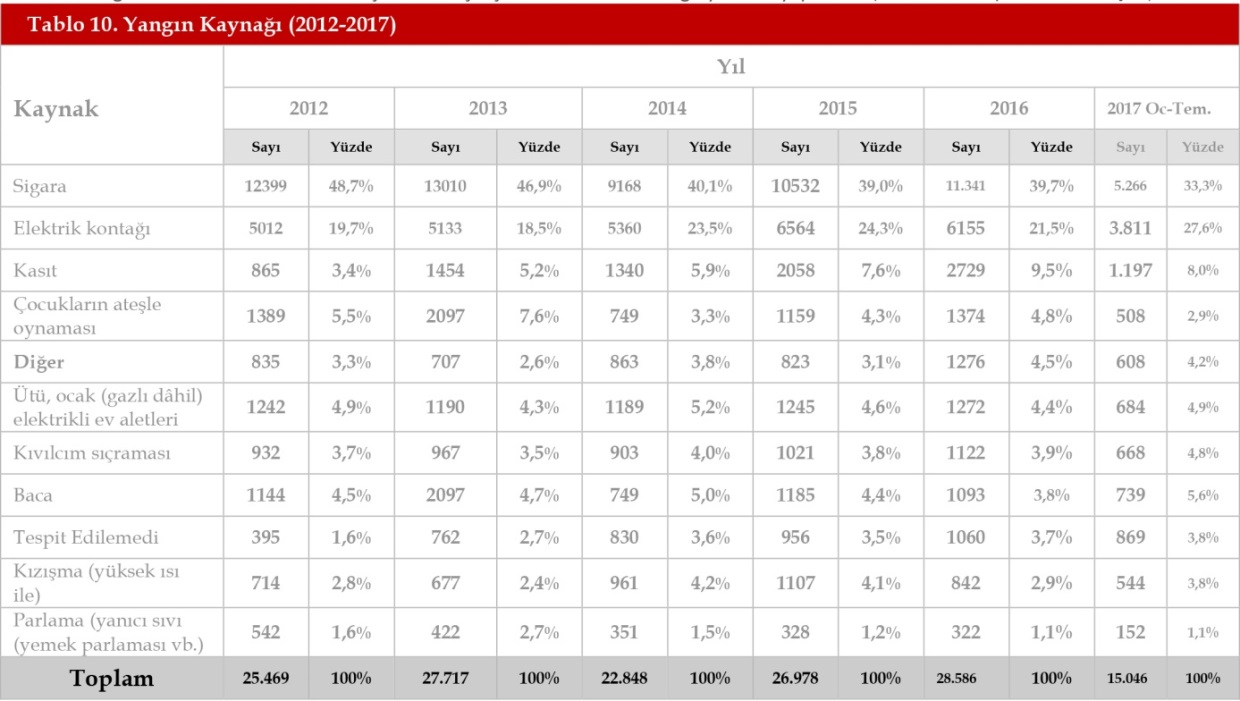 Tablo 10. Yangın Kaynağı (2012-2017)
Kaynak Yıl
2012 2013 2014 2015 2016 2017 Oc-Tem.
Sayı Yüzde Sayı Yüzde Sayı Yüzde Sayı Yüzde Sayı Yüzde Sayı Yüzde
Sigara 12399 48,7% 13010 46,9% 9168 40,1% 10532 39,0% 11.341 39,7% 5.266 33,3%
Elektrik kontağı 5012 19,7% 5133 18,5% 5360 23,5% 6564 24,3% 6155 21,5% 3.811 27,6%
Kasıt 865 3,4% 1454 5,2% 1340 5,9% 2058 7,6% 2729 9,5% 1.197 8,0%
Çocukların ateşle
oynaması 1389 5,5% 2097 7,6% 749 3,3% 1159 4,3% 1374 4,8% 508 2,9%
Diğer 835 3,3% 707 2,6% 863 3,8% 823 3,1% 1276 4,5% 608 4,2%
Ütü, ocak (gazlı dâhil)
elektrikli ev aletleri 1242 4,9% 1190 4,3% 1189 5,2% 1245 4,6% 1272 4,4% 684 4,9%
Kıvılcım sıçraması 932 3,7% 967 3,5% 903 4,0% 1021 3,8% 1122 3,9% 668 4,8%
Baca 1144 4,5% 2097 4,7% 749 5,0% 1185 4,4% 1093 3,8% 739 5,6%
Tespit Edilemedi 395 1,6% 762 2,7% 830 3,6% 956 3,5% 1060 3,7% 869 3,8%
Kızışma (yüksek ısı
ile) 714 2,8% 677 2,4% 961 4,2% 1107 4,1% 842 2,9% 544 3,8%
Parlama (yanıcı sıvı
(yemek parlaması vb.) 542 1,6% 422 2,7% 351 1,5% 328 1,2% 322 1,1% 152 1,1%
Toplam 25.469 100% 27.717 100% 22.848 100% 26.978 100% 28.586 100% 15.046 100%